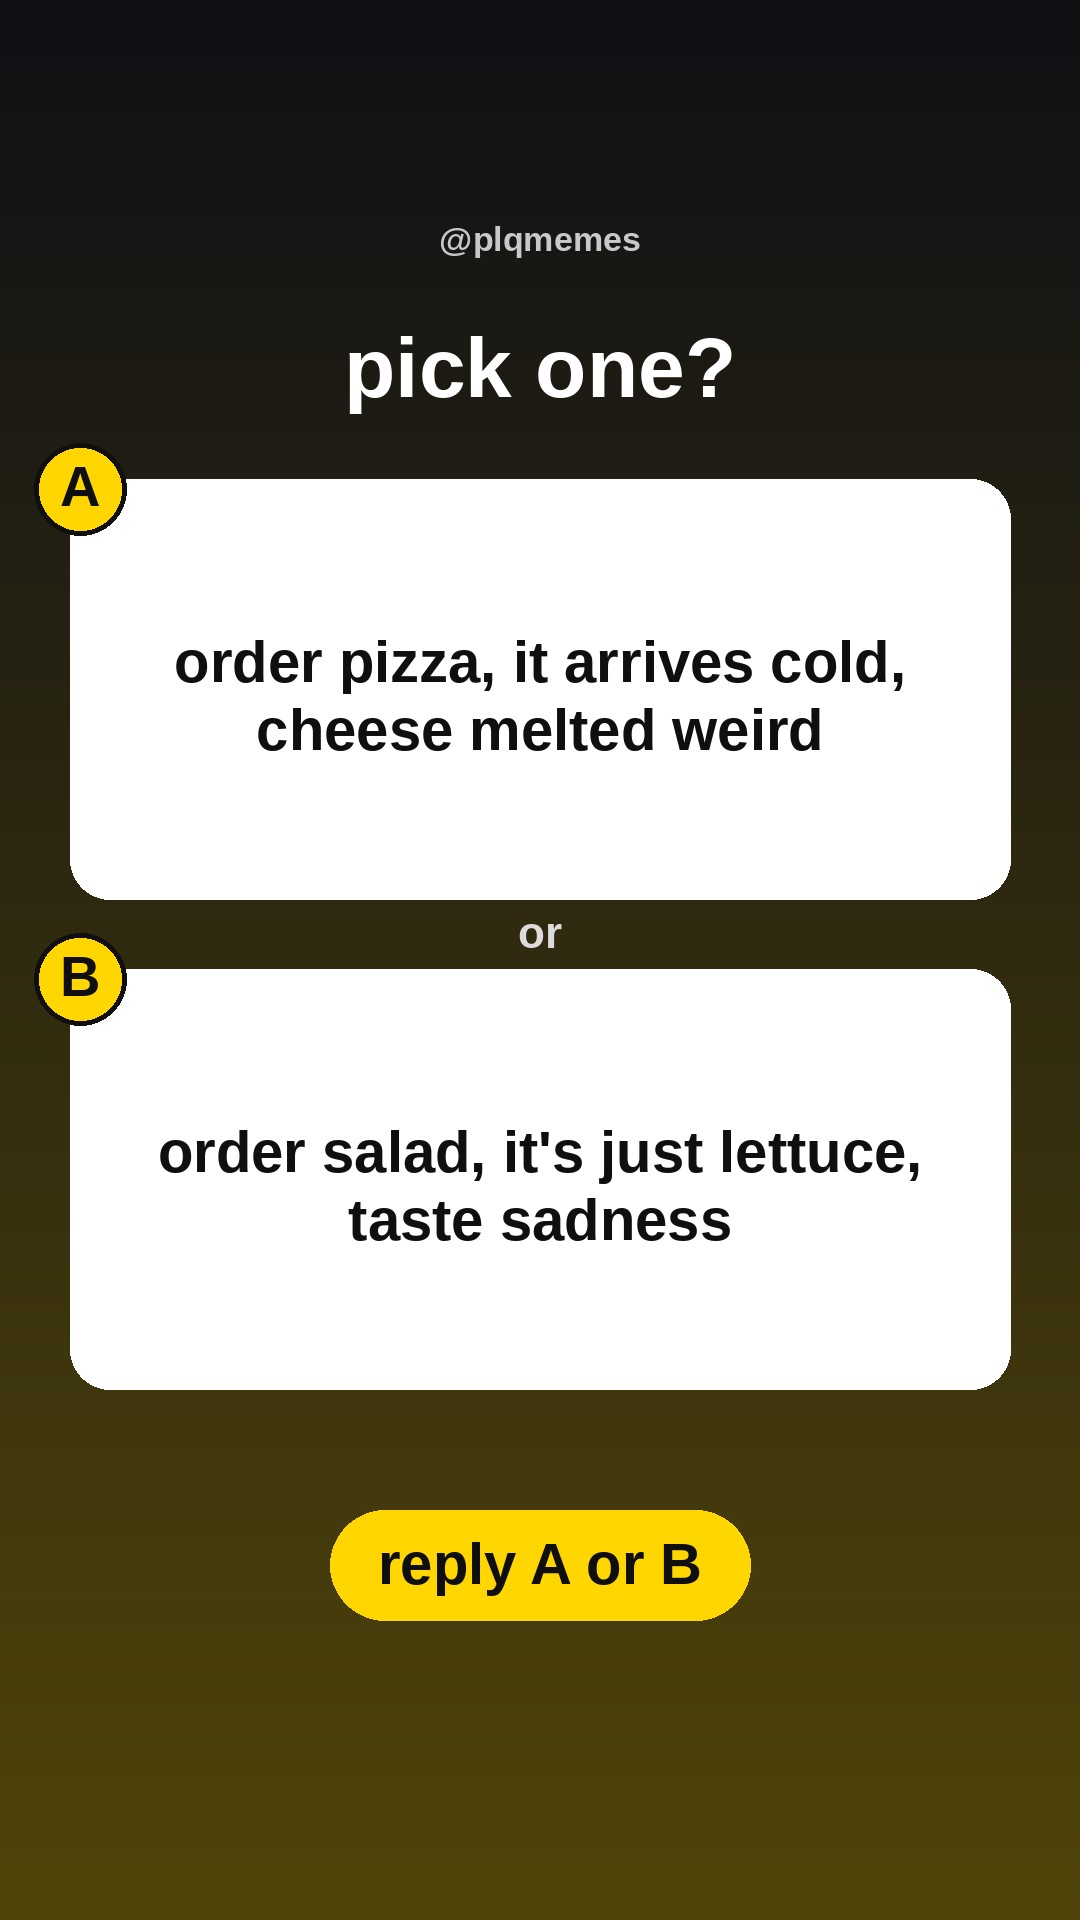 @plqmemes
pick one?
A
order pizza, it arrives cold,
cheese melted weird
or
B
order salad, it's just lettuce,
taste sadness
reply A or B